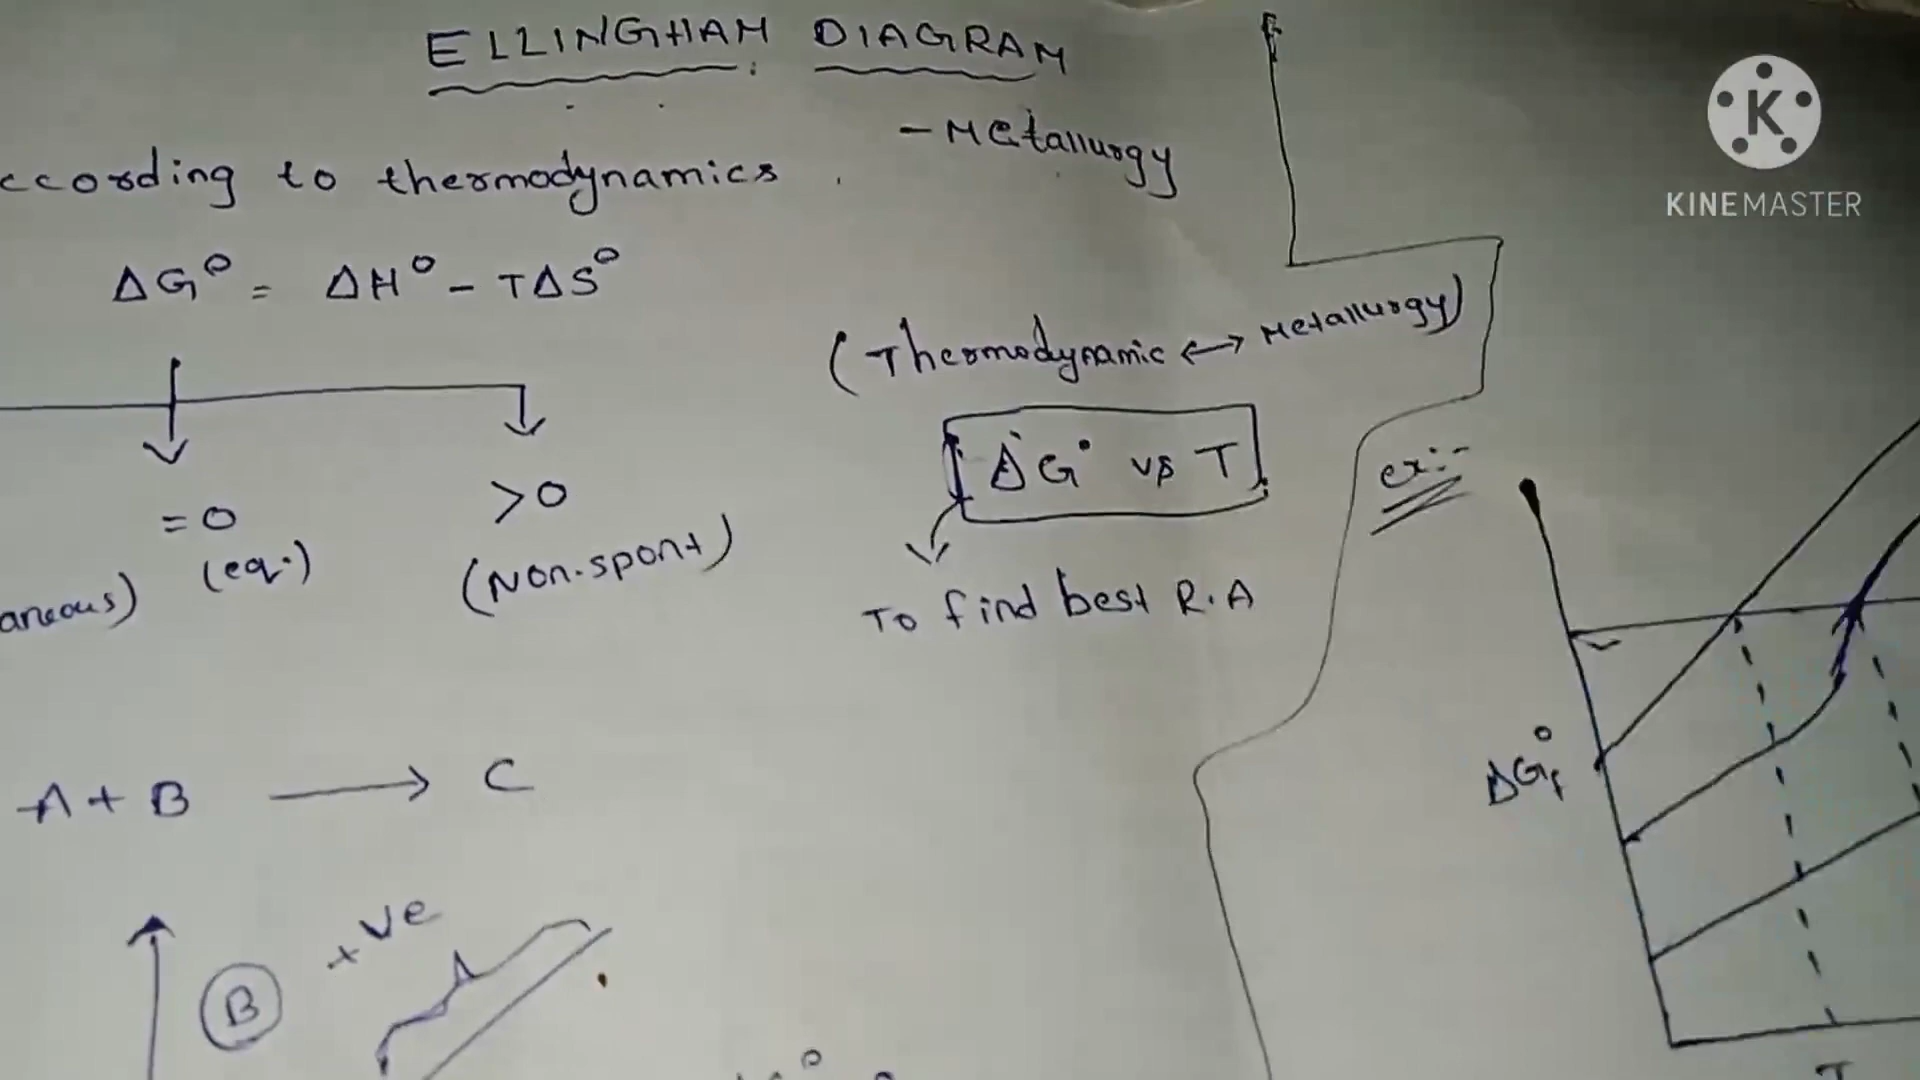 ELLINGHAM DIAGRAM
- Metallurgy
ccording to thermodynamics.
ΔG° = ΔH° - TΔS°
=0
(eq.)
>0
(Non.spont)
aneous)
(Thermodynamic ↔ Metallurgy)
ΔG° vs T
To find best R.A
A + B → C
B
+ve
ex:-
ΔG°f
T
K
KINEMASTER